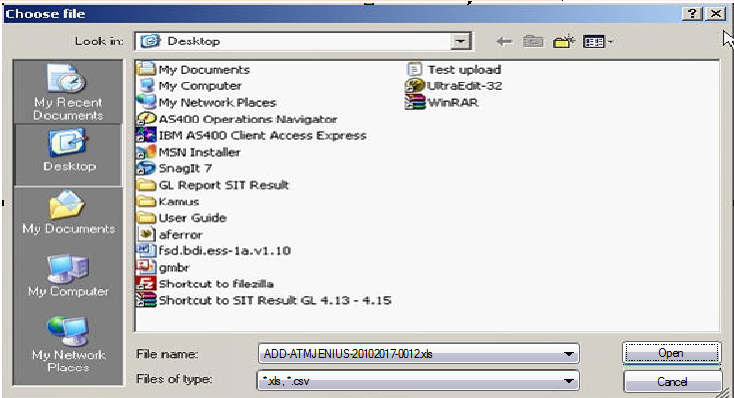 Choose file
Look in: Desktop
My Recent
Documents
Desktop
My Documents
My Computer
My Network
Places
My Documents
My Computer
My Network Places
AS400 Operations Navigator
IBM AS400 Client Access Express
MSN Installer
SnagIt 7
GL Report SIT Result
Kamus
User Guide
aferror
fsd.bdi.ess-1a.v1.10
gmbr
Shortcut to filezilla
Shortcut to SIT Result GL 4.13 - 4.15
Test upload
UltraEdit-32
WinRAR
File name: ADD-ATMJENIUS-20102017-0012.xls Open
Files of type: *.xls, *.csv Cancel